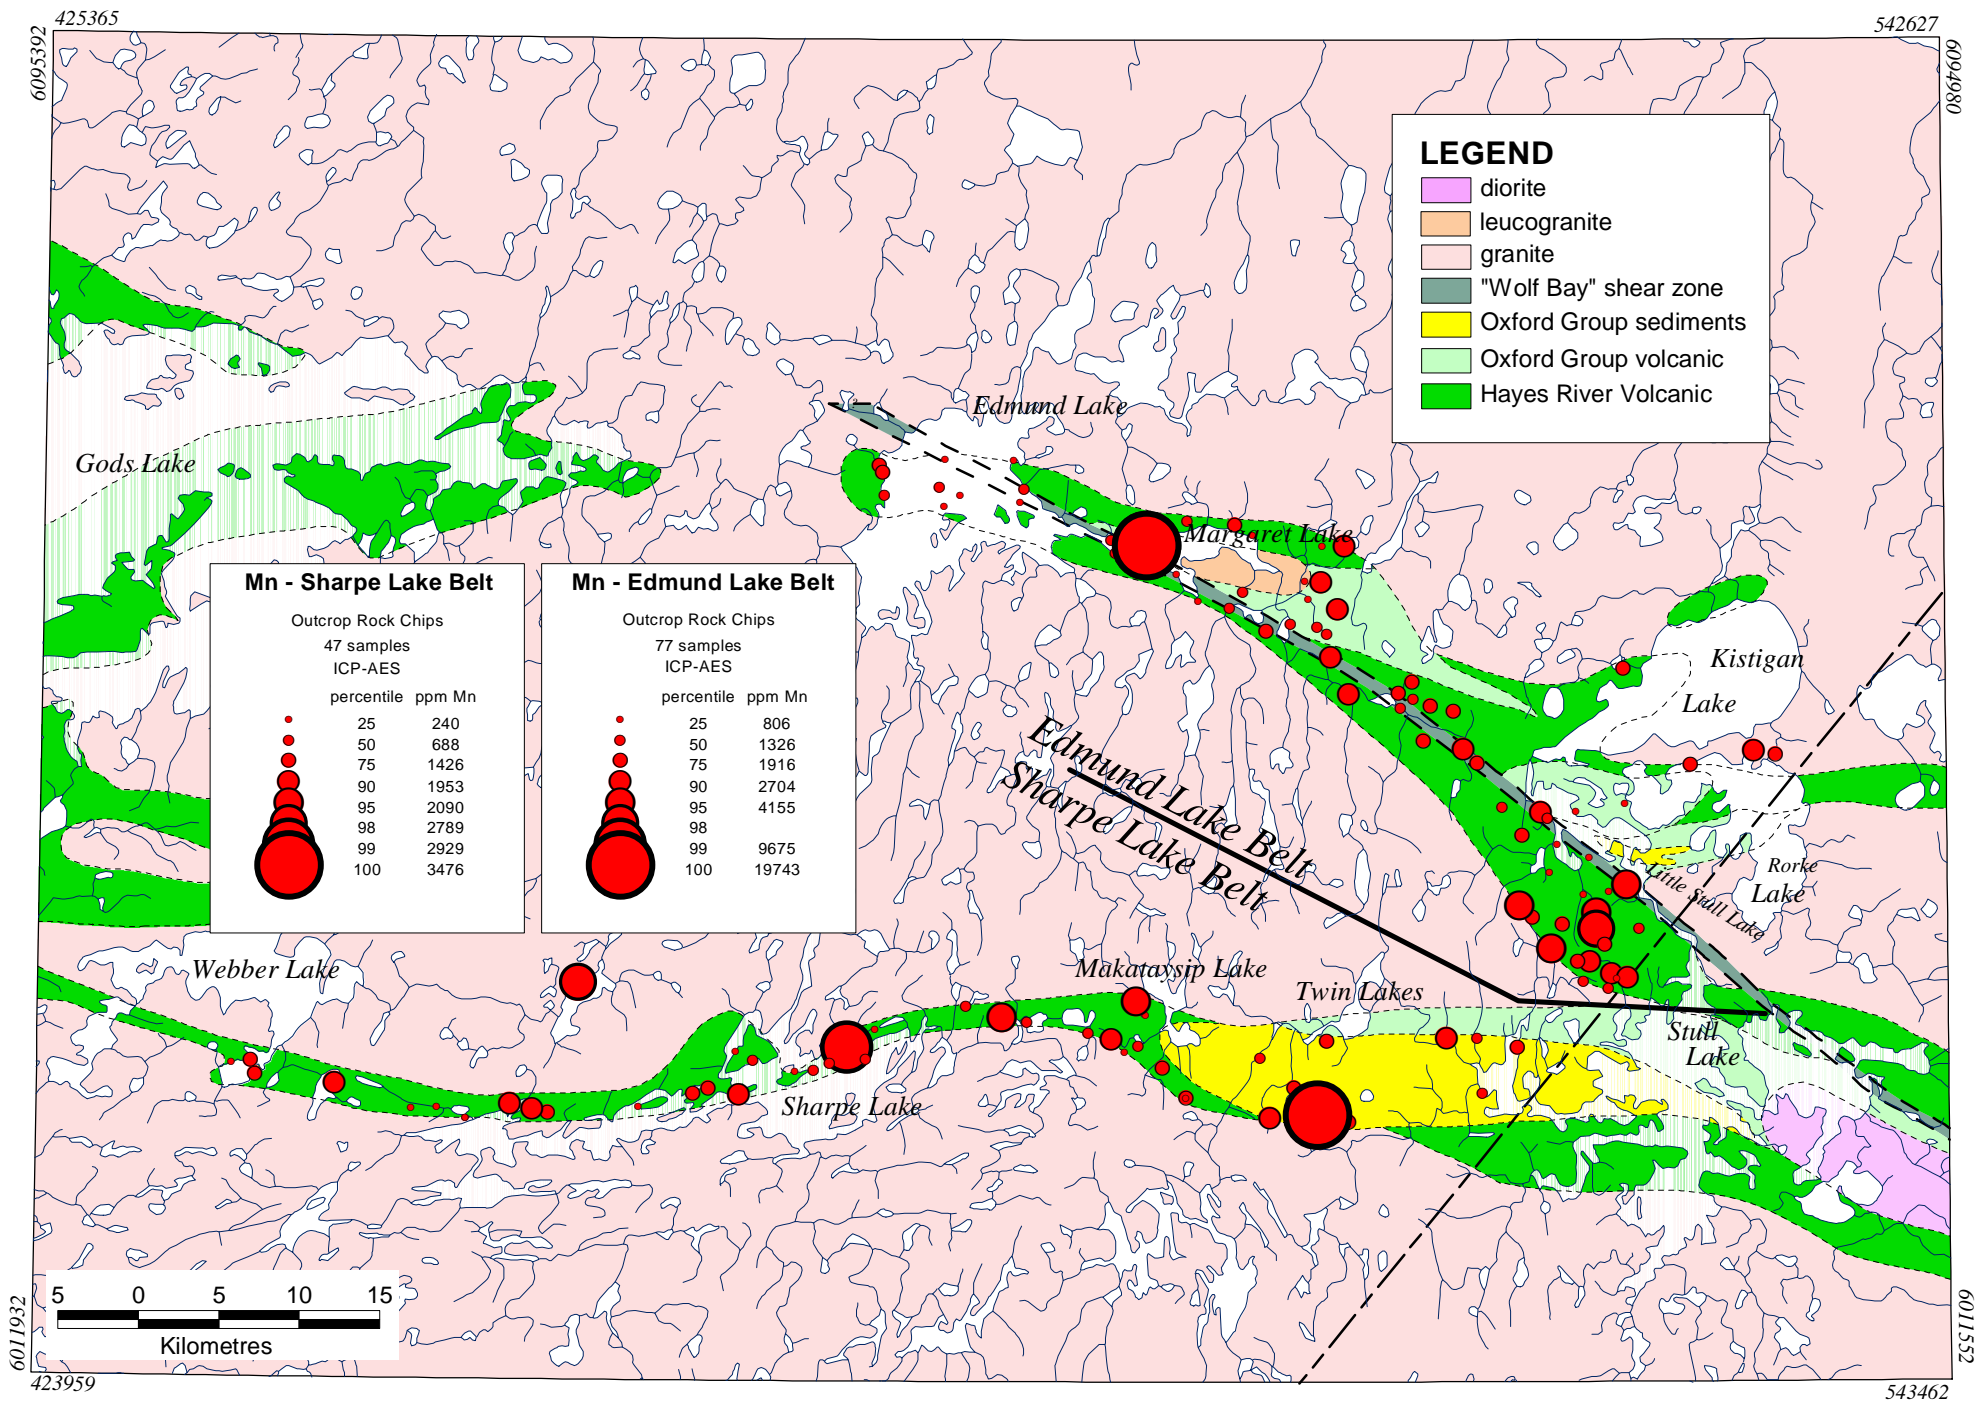 425365
542627
6095392
6094980
LEGEND
diorite
leucogranite
granite
"Wolf Bay" shear zone
Oxford Group sediments
Oxford Group volcanic
Hayes River Volcanic
Edmund Lake
Gods Lake
Margaret Lake
Mn - Sharpe Lake Belt
Outcrop Rock Chips
47 samples
ICP-AES
percentile ppm Mn
25 240
50 688
75 1426
90 1953
95 2090
98 2789
99 2929
100 3476
Mn - Edmund Lake Belt
Outcrop Rock Chips
77 samples
ICP-AES
percentile ppm Mn
25 806
50 1326
75 1916
90 2704
95 4155
98
99 9675
100 19743
Kistigan
Lake
Edmund Lake Belt
Sharpe Lake Belt
Rorke
Lake
Little Stull Lake
Webber Lake
Makataysip Lake
Twin Lakes
Stull
Lake
Sharpe Lake
5 0 5 10 15
Kilometres
6011932
6011552
423959
543462